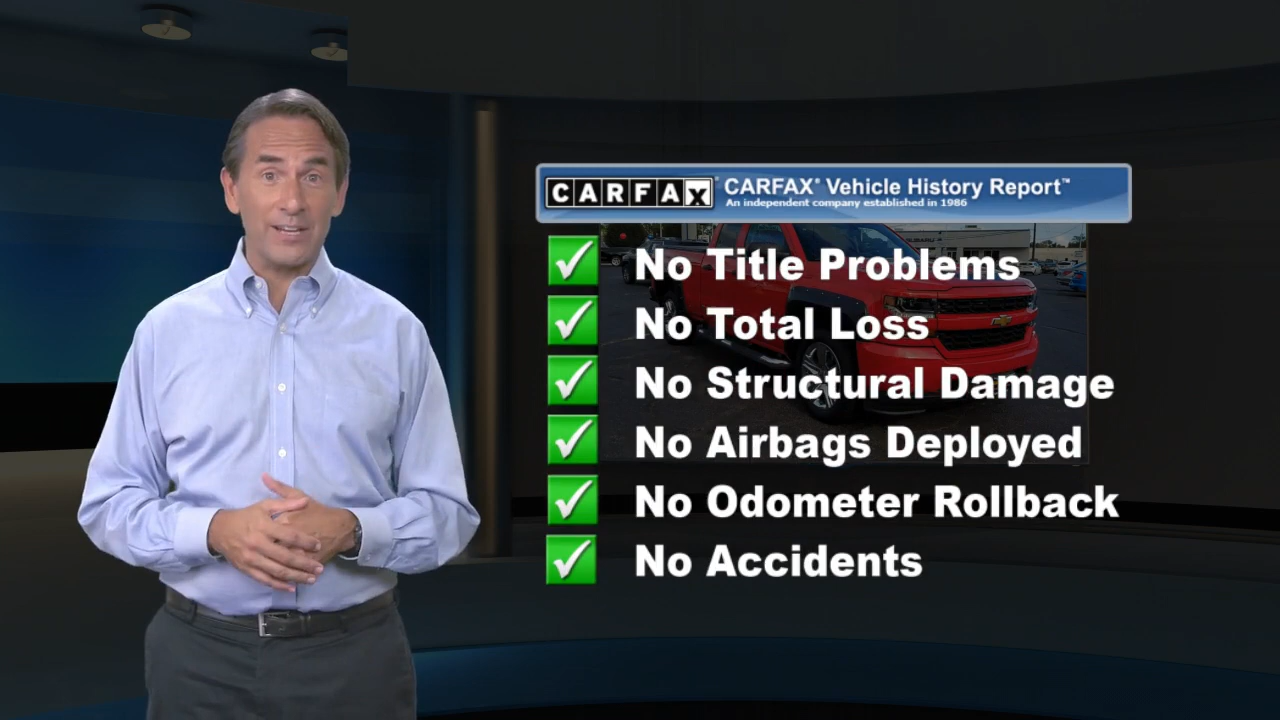 CARFAX
CARFAX® Vehicle History Report™
An independent company established in 1986
No Title Problems
No Total Loss
No Structural Damage
No Airbags Deployed
No Odometer Rollback
No Accidents